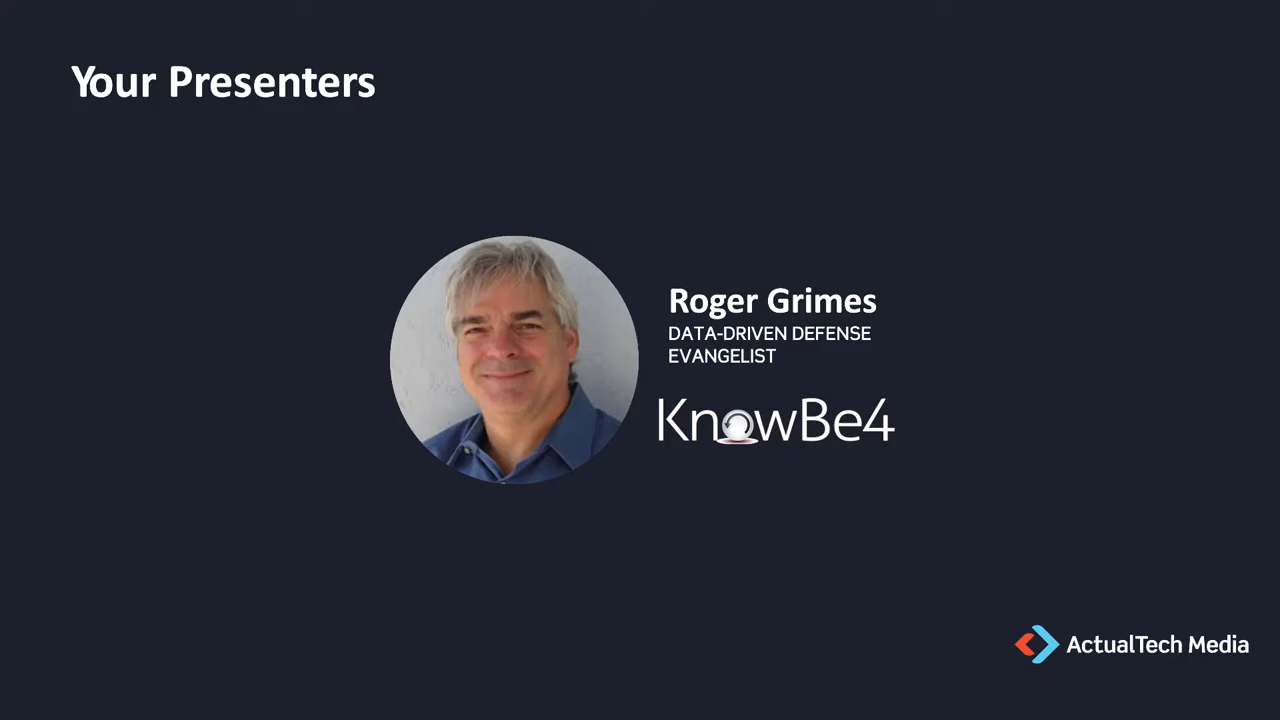 Your Presenters
Roger Grimes
DATA-DRIVEN DEFENSE
EVANGELIST
KnowBe4
ActualTech Media